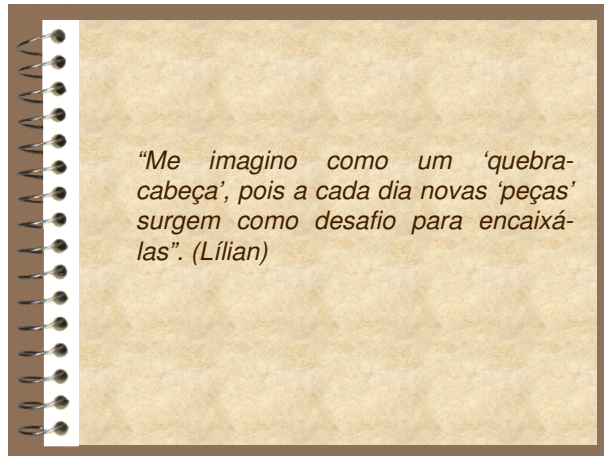 “Me imagino como um ‘quebra-
cabeça’, pois a cada dia novas ‘peças’
surgem como desafio para encaixá-
las”. (Lílian)